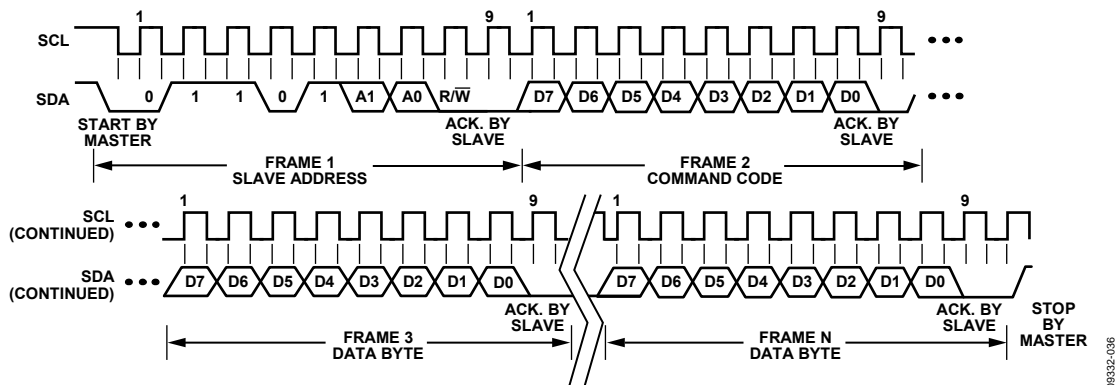 1 9 1 9
SCL
SDA 0 1 1 0 1 A1 A0 R/W̅ D7 D6 D5 D4 D3 D2 D1 D0
START BY MASTER
ACK. BY SLAVE
ACK. BY SLAVE
FRAME 1
SLAVE ADDRESS
FRAME 2
COMMAND CODE
1 9 1 9
SCL
(CONTINUED)
SDA
(CONTINUED)
D7 D6 D5 D4 D3 D2 D1 D0 D7 D6 D5 D4 D3 D2 D1 D0
ACK. BY
SLAVE
ACK. BY
SLAVE
STOP
BY
MASTER
FRAME 3
DATA BYTE
FRAME N
DATA BYTE
09332-036